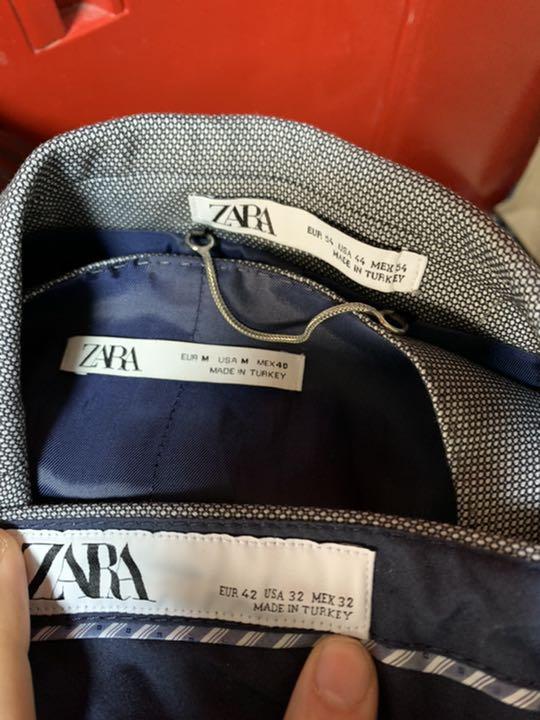 ZARA
EUR 54 USA 44 MEX 54
MADE IN TURKEY
ZARA
EUR M USA M MEX 40
MADE IN TURKEY
ZARA
EUR 42 USA 32 MEX 32
MADE IN TURKEY